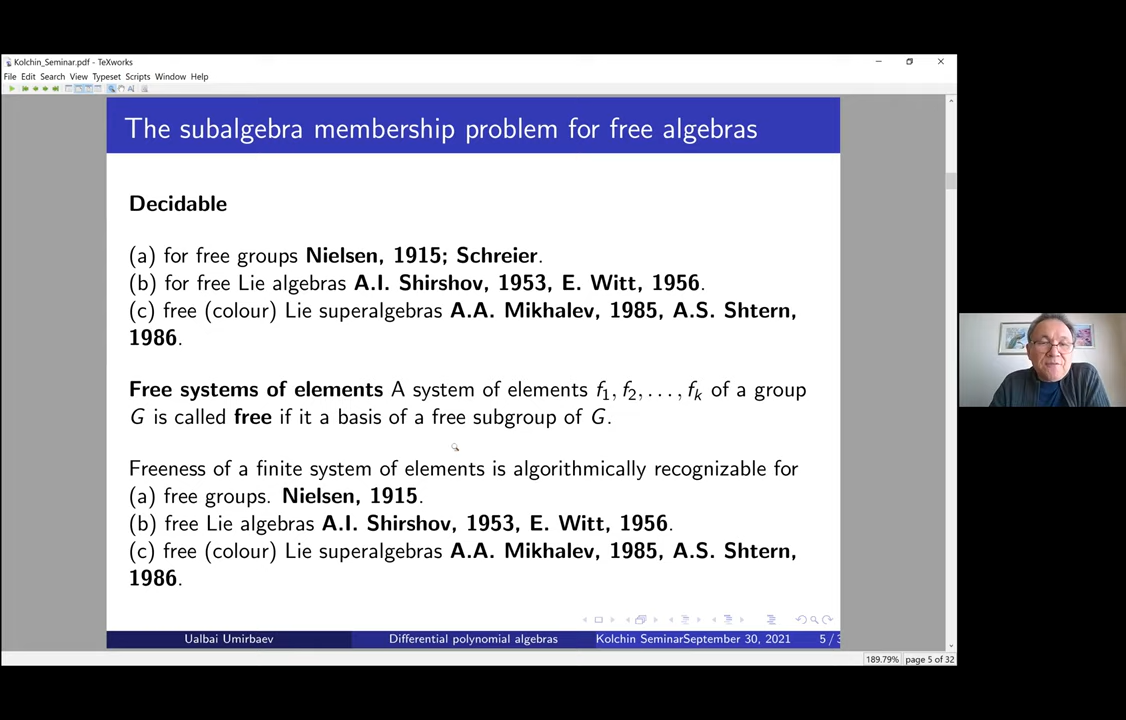 Kolchin_Seminar.pdf - TeXworks
File Edit Search View Typeset Scripts Window Help
The subalgebra membership problem for free algebras
Decidable
(a) for free groups Nielsen, 1915; Schreier.
(b) for free Lie algebras A.I. Shirshov, 1953, E. Witt, 1956.
(c) free (colour) Lie superalgebras A.A. Mikhalev, 1985, A.S. Shtern,
1986.
Free systems of elements A system of elements f₁, f₂, . . . , fₖ of a group
G is called free if it a basis of a free subgroup of G.
Freeness of a finite system of elements is algorithmically recognizable for
(a) free groups. Nielsen, 1915.
(b) free Lie algebras A.I. Shirshov, 1953, E. Witt, 1956.
(c) free (colour) Lie superalgebras A.A. Mikhalev, 1985, A.S. Shtern,
1986.
Ualbai Umirbaev Differential polynomial algebras Kolchin SeminarSeptember 30, 2021 5 / 3
189.79% page 5 of 32